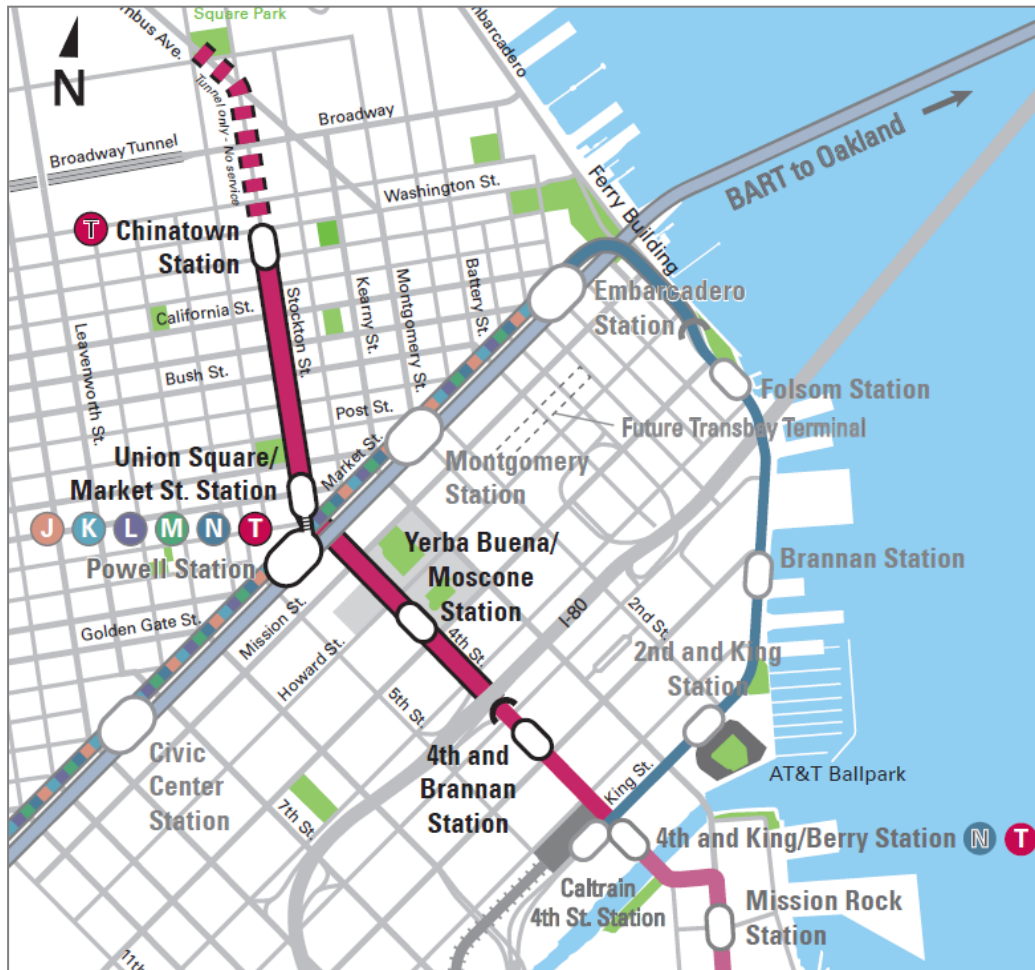 Square Park
mbus Ave.
N
Tunnel only - No service
Broadway
Broadway Tunnel
mbarcadero
BART to Oakland
Washington St.
Ferry Building
T
Chinatown
Station
Stockton St.
Kearny St.
Montgomery St.
Battery St.
Embarcadero
Station
California St.
Leavenworth St.
Bush St.
Folsom Station
Post St.
Future Transbay Terminal
Market St.
Union Square/
Market St. Station
Montgomery
Station
J K L M N T
Powell Station
Yerba Buena/
Moscone
Station
Brannan Station
I-80
2nd St.
Golden Gate St.
Mission St.
Howard St.
4th St.
5th St.
2nd and King
Station
Civic
Center
Station
4th and
Brannan
Station
King St.
AT&T Ballpark
7th St.
4th and King/Berry Station N T
Caltrain
4th St. Station
Mission Rock
Station
11th